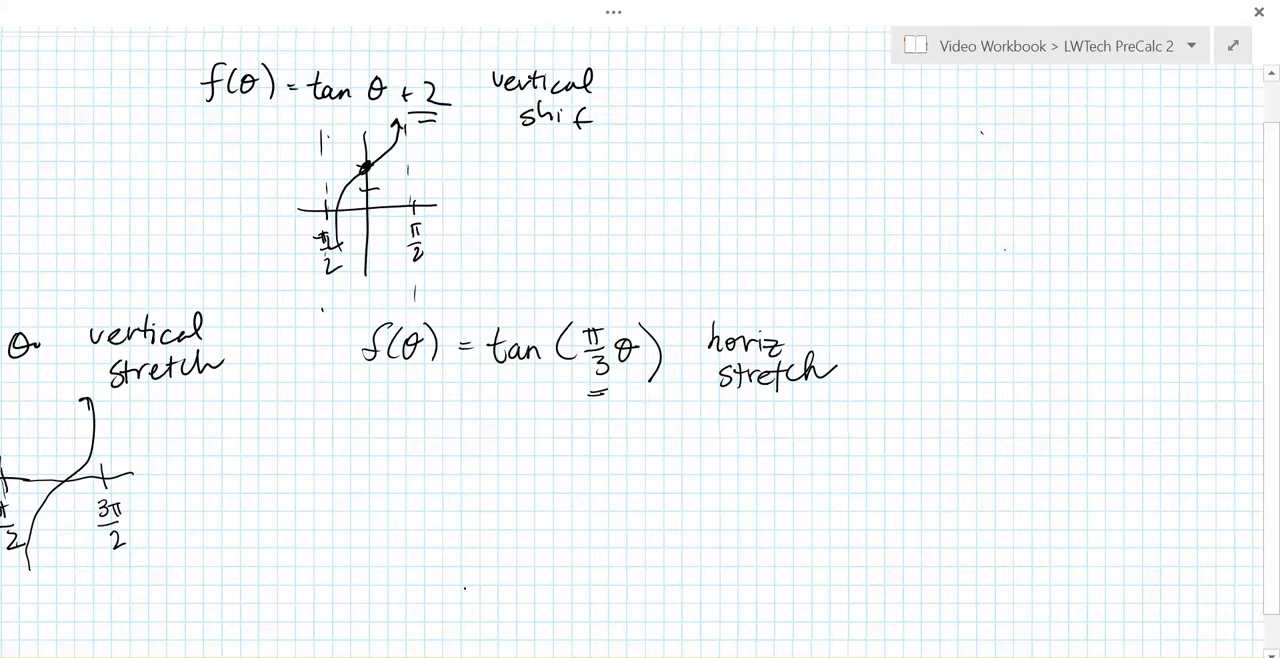 Video Workbook > LWTech PreCalc 2
f(θ) = tan θ + 2 vertical
shif
π/2 π/2
θ vertical
stretch
f(θ) = tan (π/3 θ) horiz
stretch
π/2 3π/2